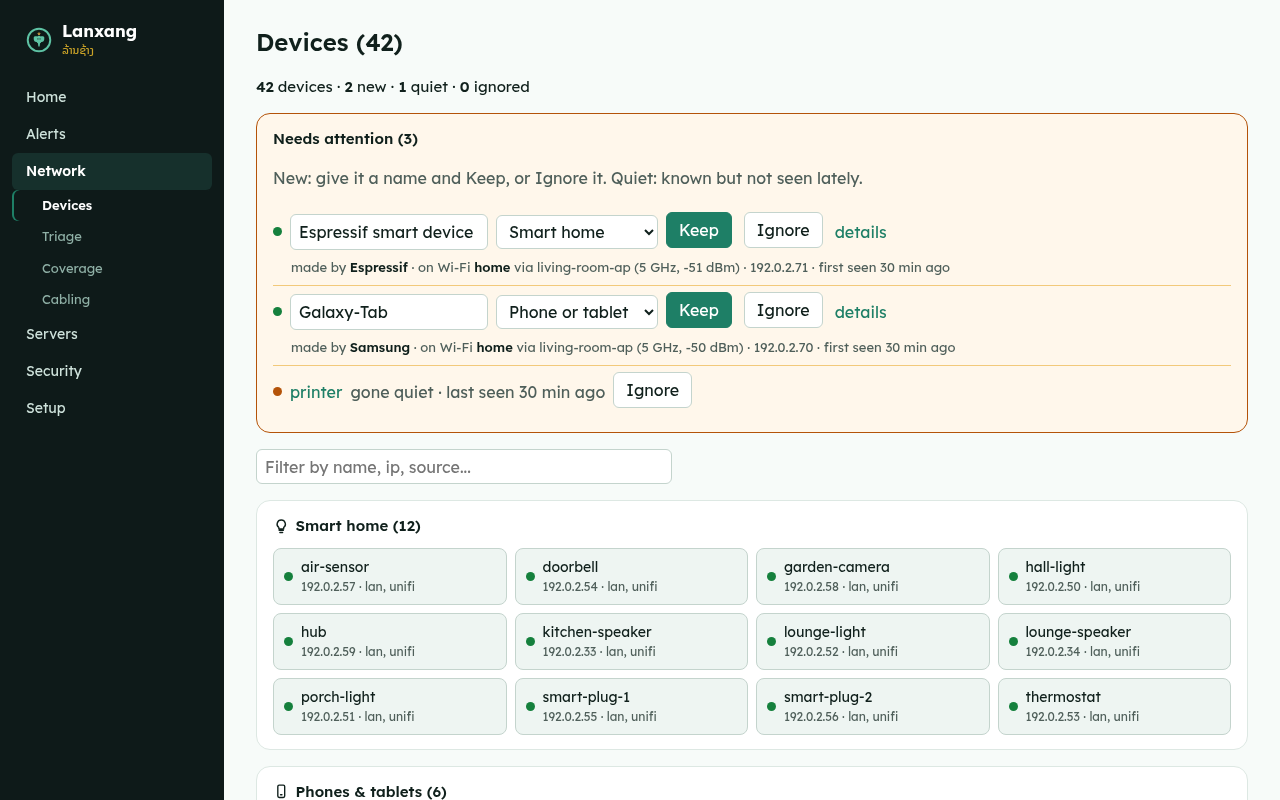 Lanxang
ລ້ານຊ້າງ
Home
Alerts
Network
Devices
Triage
Coverage
Cabling
Servers
Security
Setup
Devices (42)
42 devices · 2 new · 1 quiet · 0 ignored
Needs attention (3)
New: give it a name and Keep, or Ignore it. Quiet: known but not seen lately.
Espressif smart device Smart home Keep Ignore details
made by Espressif · on Wi-Fi home via living-room-ap (5 GHz, -51 dBm) · 192.0.2.71 · first seen 30 min ago
Galaxy-Tab Phone or tablet Keep Ignore details
made by Samsung · on Wi-Fi home via living-room-ap (5 GHz, -50 dBm) · 192.0.2.70 · first seen 30 min ago
printer gone quiet · last seen 30 min ago Ignore
Filter by name, ip, source...
Smart home (12)
air-sensor
192.0.2.57 · lan, unifi
doorbell
192.0.2.54 · lan, unifi
garden-camera
192.0.2.58 · lan, unifi
hall-light
192.0.2.50 · lan, unifi
hub
192.0.2.59 · lan, unifi
kitchen-speaker
192.0.2.33 · lan, unifi
lounge-light
192.0.2.52 · lan, unifi
lounge-speaker
192.0.2.34 · lan, unifi
porch-light
192.0.2.51 · lan, unifi
smart-plug-1
192.0.2.55 · lan, unifi
smart-plug-2
192.0.2.56 · lan, unifi
thermostat
192.0.2.53 · lan, unifi
Phones & tablets (6)